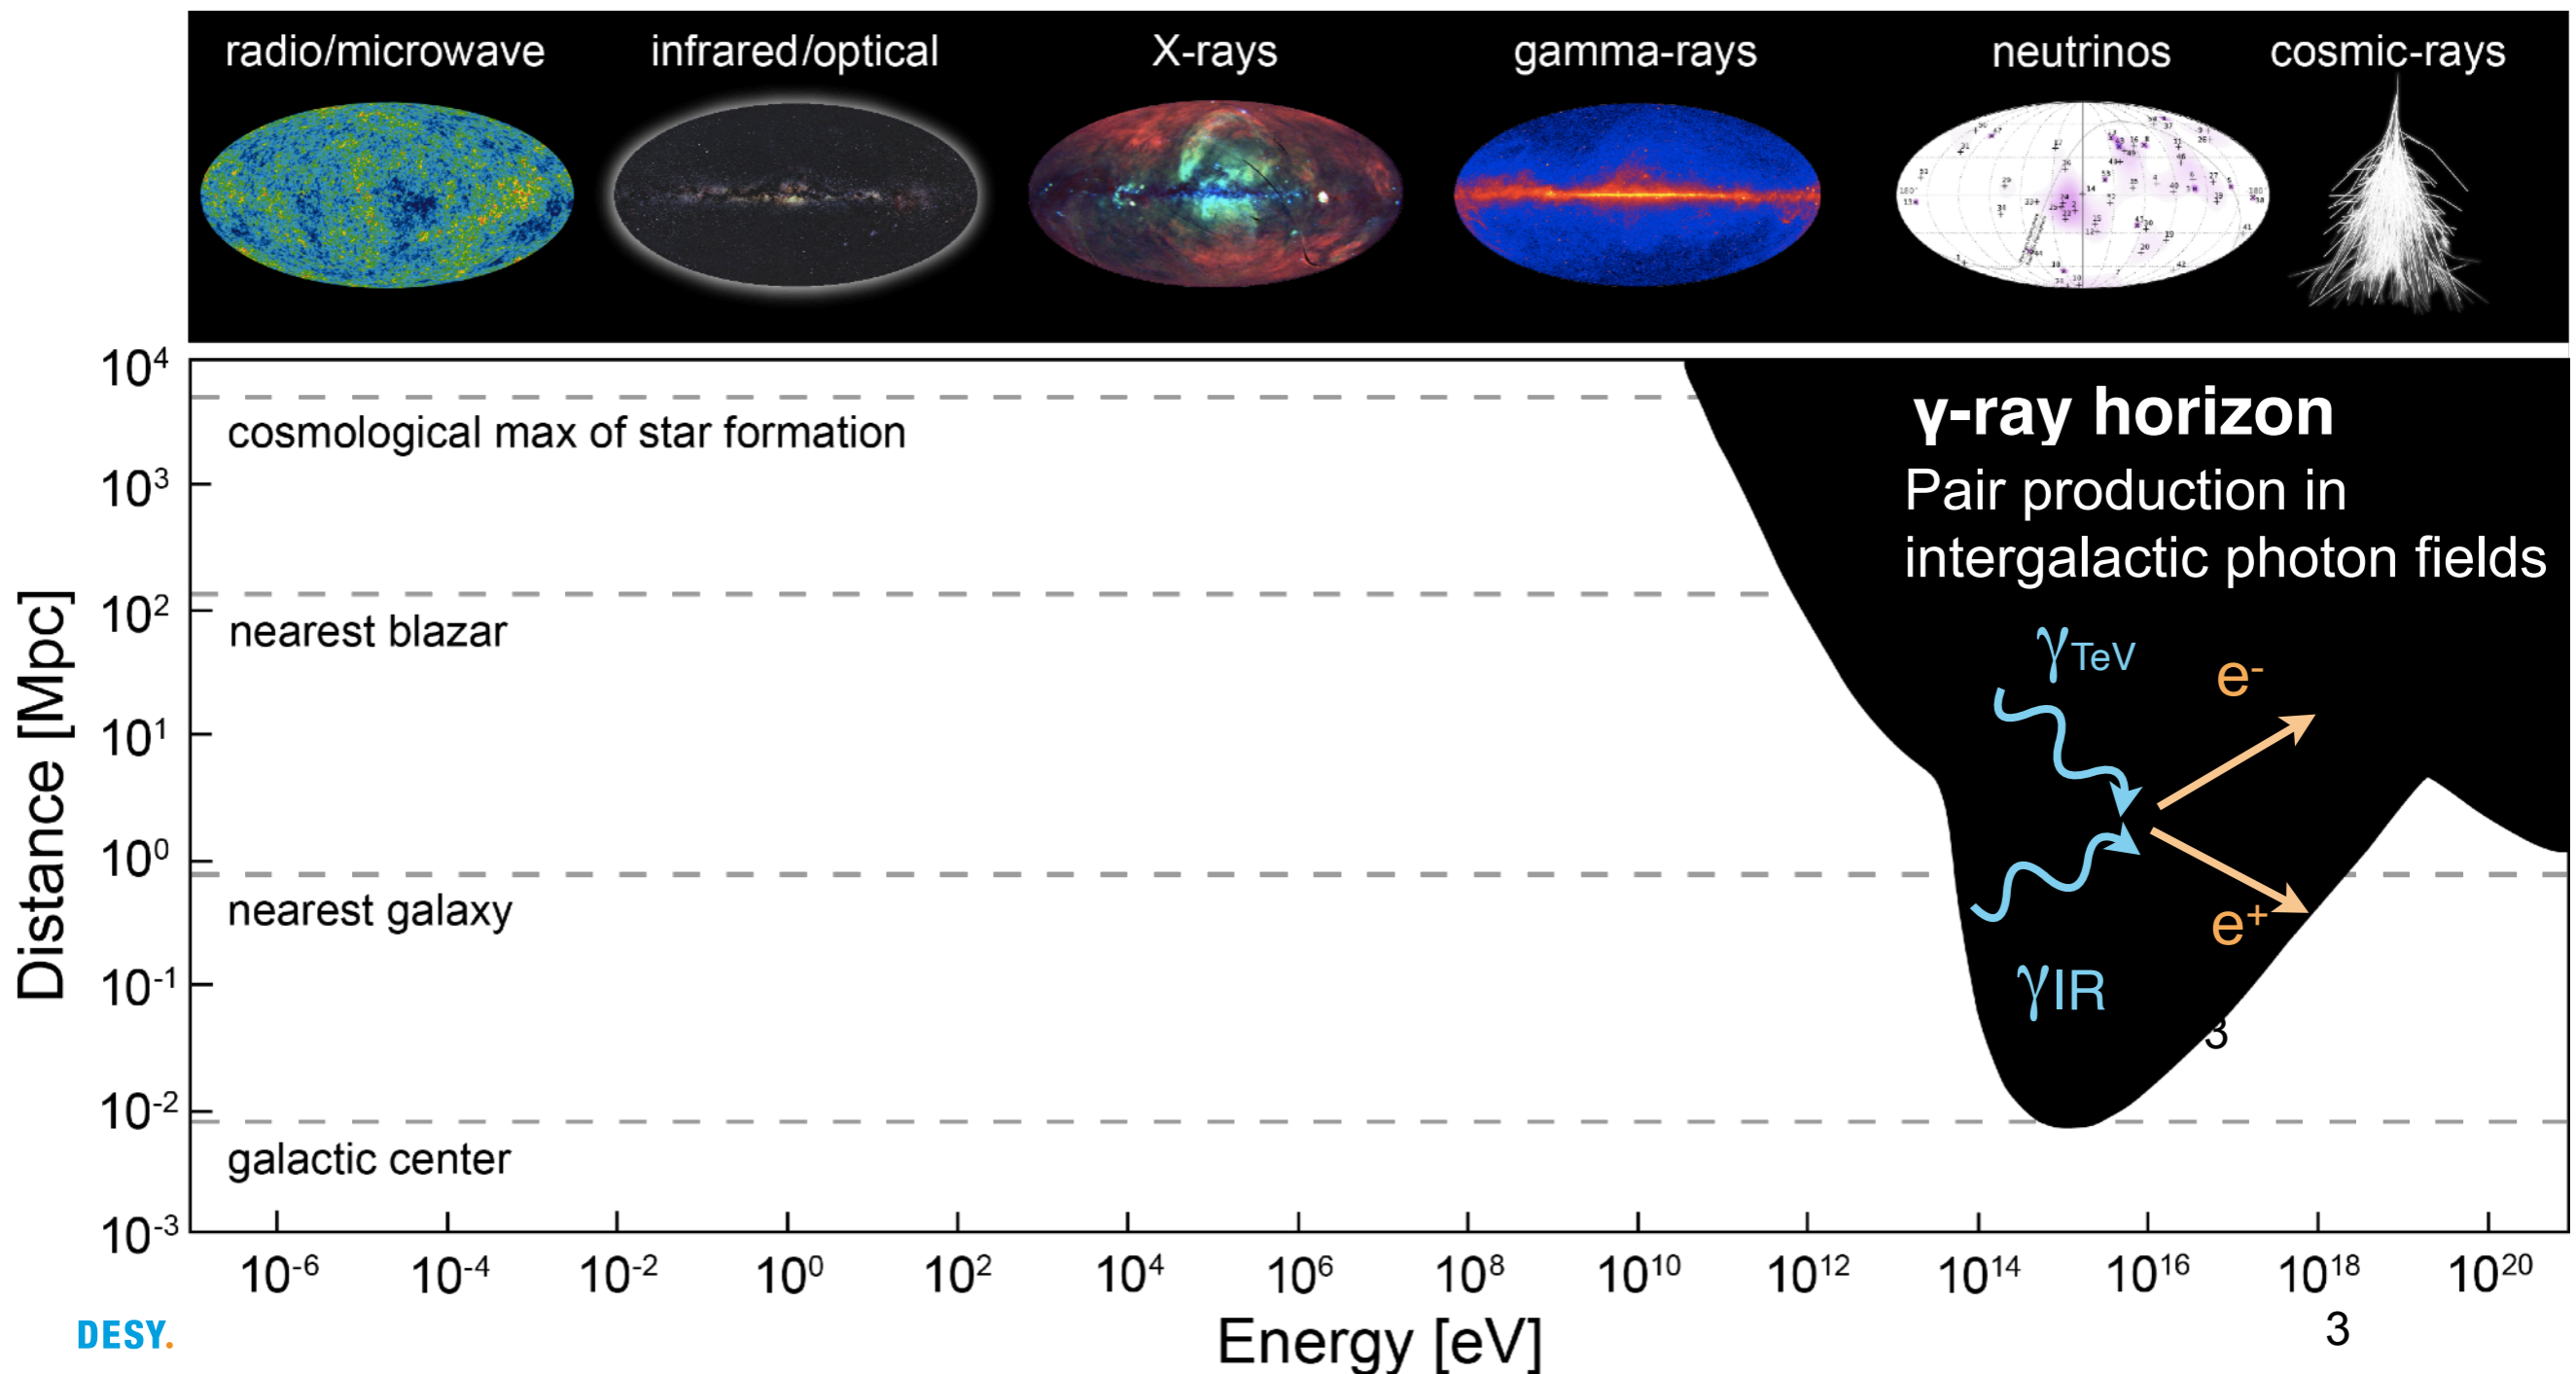 radio/microwave infrared/optical X-rays gamma-rays neutrinos cosmic-rays
10⁴
cosmological max of star formation
γ-ray horizon
Pair production in
intergalactic photon fields
10³
10²
nearest blazar
γTeV
e⁻
10¹
10⁰
nearest galaxy
e⁺
γIR
10⁻¹
3
10⁻²
galactic center
10⁻³
Distance [Mpc]
10⁻⁶ 10⁻⁴ 10⁻² 10⁰ 10² 10⁴ 10⁶ 10⁸ 10¹⁰ 10¹² 10¹⁴ 10¹⁶ 10¹⁸ 10²⁰
Energy [eV]
DESY.
3